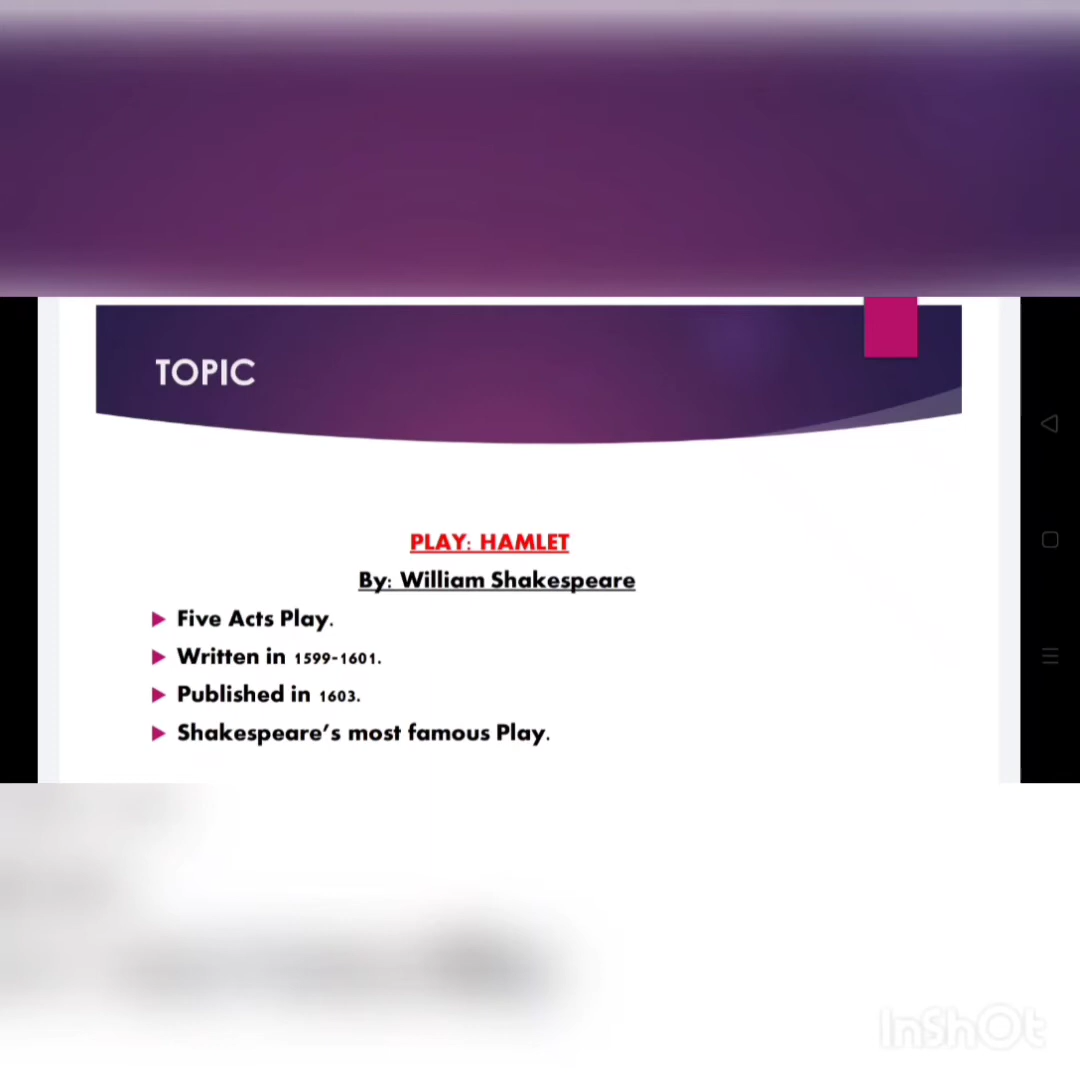 TOPIC
PLAY: HAMLET
By: William Shakespeare
Five Acts Play.
Written in 1599-1601.
Published in 1603.
Shakespeare's most famous Play.
InShOt